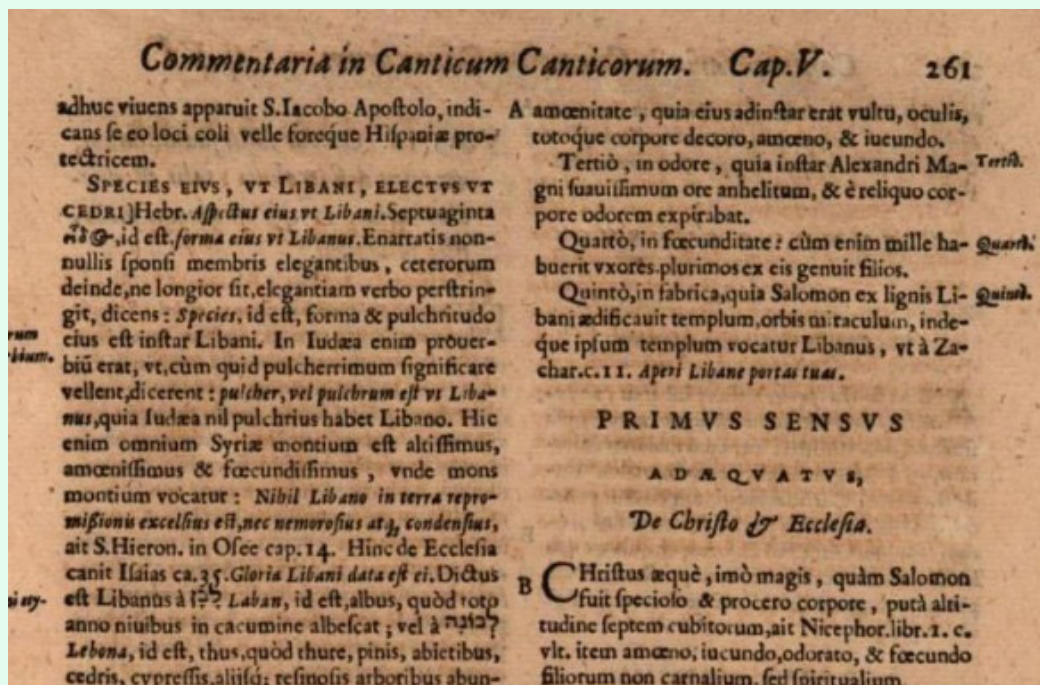 Commentaria in Canticum Canticorum. Cap.V. 261
adhuc viuens apparuit S.Iacobo Apoſtolo, indi-
cans ſe eo loci coli velle foreque Hiſpaniæ pro-
tectricem.
SPECIES EIVS, VT LIBANI, ELECTVS VT
CEDRI]Hebr. Aſpectus eius vt Libani.Septuaginta
id eſt.forma eius vt Libanus.Enarratis non-
nullis ſponſi membris elegantibus, ceterorum
deinde,ne longior ſit,elegantiam verbo perſtrin-
git, dicens: Species, id eſt, forma & pulchritudo
eius eſt inſtar Libani. In Iudæa enim prouer-
biũ erat, vt,cùm quid pulcherrimum ſignificare
vellent,dicerent: pulcher, vel pulchrum eſt vt Liba-
nus,quia Iudæa nil pulchrius habet Libano. Hic
enim omnium Syriæ montium eſt altiſſimus,
amœniſſimus & fœcundiſſimus, vnde mons
montium vocatur: Nihil Libano in terra repro-
miſſionis excelſius eſt,nec nemoroſius atq, condenſius,
ait S.Hieron. in Oſee cap.14. Hinc de Eccleſia
canit Iſaias ca.35.Gloria Libani data eſt ei.Dictus
eſt Libanus à לבן Laban, id eſt,albus, quòd toto
anno niuibus in cacumine albeſcat; vel à לבונה
Lebona, id eſt, thus,quòd thure, pinis, abietibus,
cedris, cypreſſis,aliiſq; reſinoſis arboribus abun-
rum
bium.
A amœnitate, quia eius adinſtar erat vultu, oculis,
totoque corpore decoro, amœno, & iucundo.
Tertiò, in odore, quia inſtar Alexandri Ma-
gni ſuauiſſimum ore anhelitum, & è reliquo cor-
pore odorem expirabat.
Quartò, in fœcunditate: cùm enim mille ha-
buerit vxores.plurimos ex eis genuit filios.
Quintò,in fabrica,quia Salomon ex lignis Li-
bani ædificauit templum,orbis miraculum, inde-
que ipſum templum vocatur Libanus, vt à Za-
char.c.11. Aperi Libane portas tuas.
Tertiò.
Quartò.
Quintò.
PRIMVS SENSVS
ADÆQVATVS,
De Chriſto & Eccleſia.
B CHriſtus æquè, imò magis, quàm Salomon
fuit ſpecioſo & procero corpore, putà alti-
tudine ſeptem cubitorum,ait Nicephor.libr.1. c.
vlt. item amœno, iucundo,odorato, & fœcundo
filiorum non carnalium, ſed ſpiritualium.